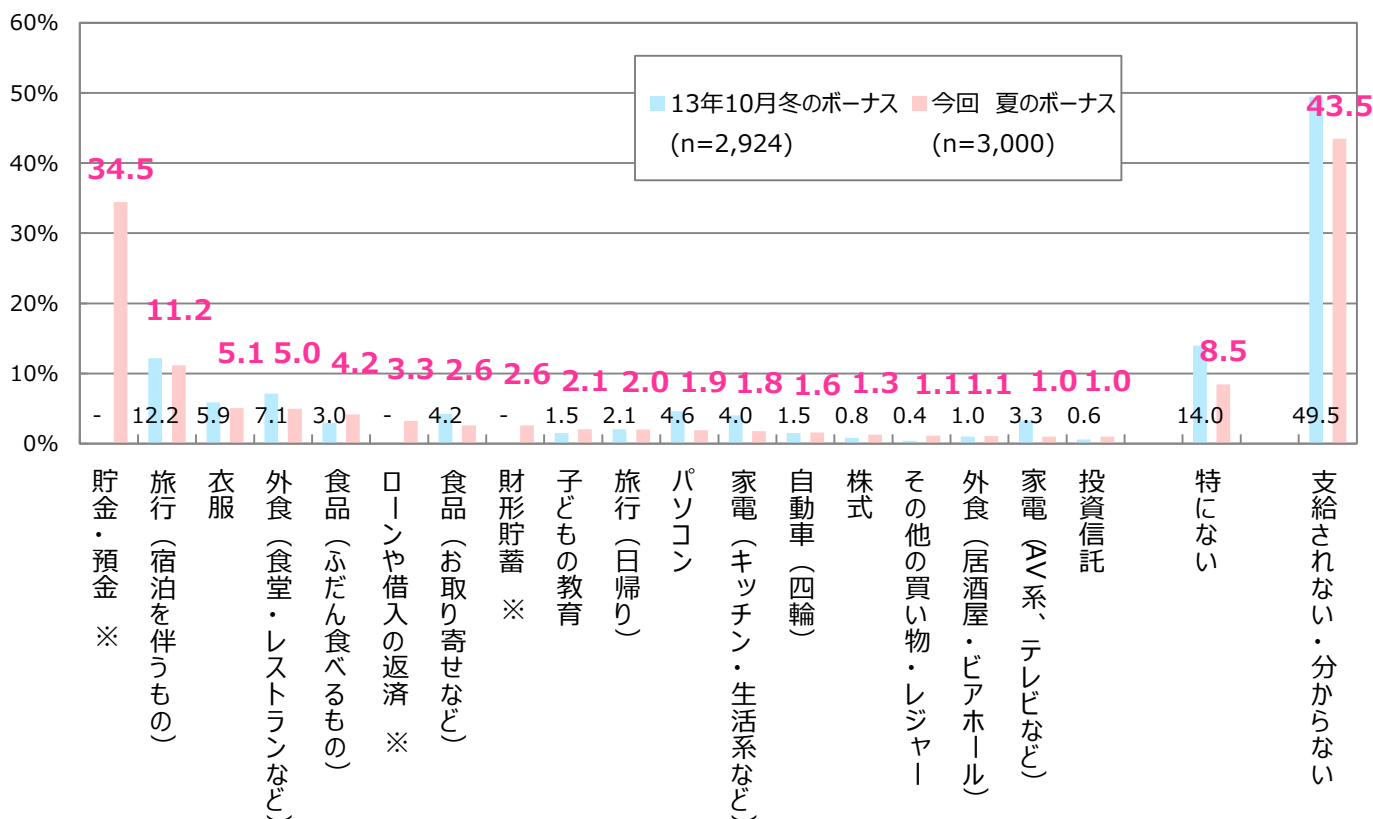 60%
50%
40%
30%
20%
10%
0%
13年10月冬のボーナス
(n=2,924)
今回　夏のボーナス
(n=3,000)
34.5
11.2
5.1
5.0
4.2
3.3
2.6
2.6
2.1
2.0
1.9
1.8
1.6
1.3
1.1
1.1
1.0
1.0
8.5
43.5
-
12.2
5.9
7.1
3.0
-
4.2
-
1.5
2.1
4.6
4.0
1.5
0.8
0.4
1.0
3.3
0.6
14.0
49.5
貯金・預金　※
旅行（宿泊を伴うもの）
衣服
外食（食堂・レストランなど）
食品（ふだん食べるもの）
ローンや借入の返済　※
食品（お取り寄せなど）
財形貯蓄　※
子どもの教育
旅行（日帰り）
パソコン
家電（キッチン・生活系など）
自動車（四輪）
株式
その他の買い物・レジャー
外食（居酒屋・ビアホール）
家電（AV系、テレビなど）
投資信託
特にない
支給されない・分からない